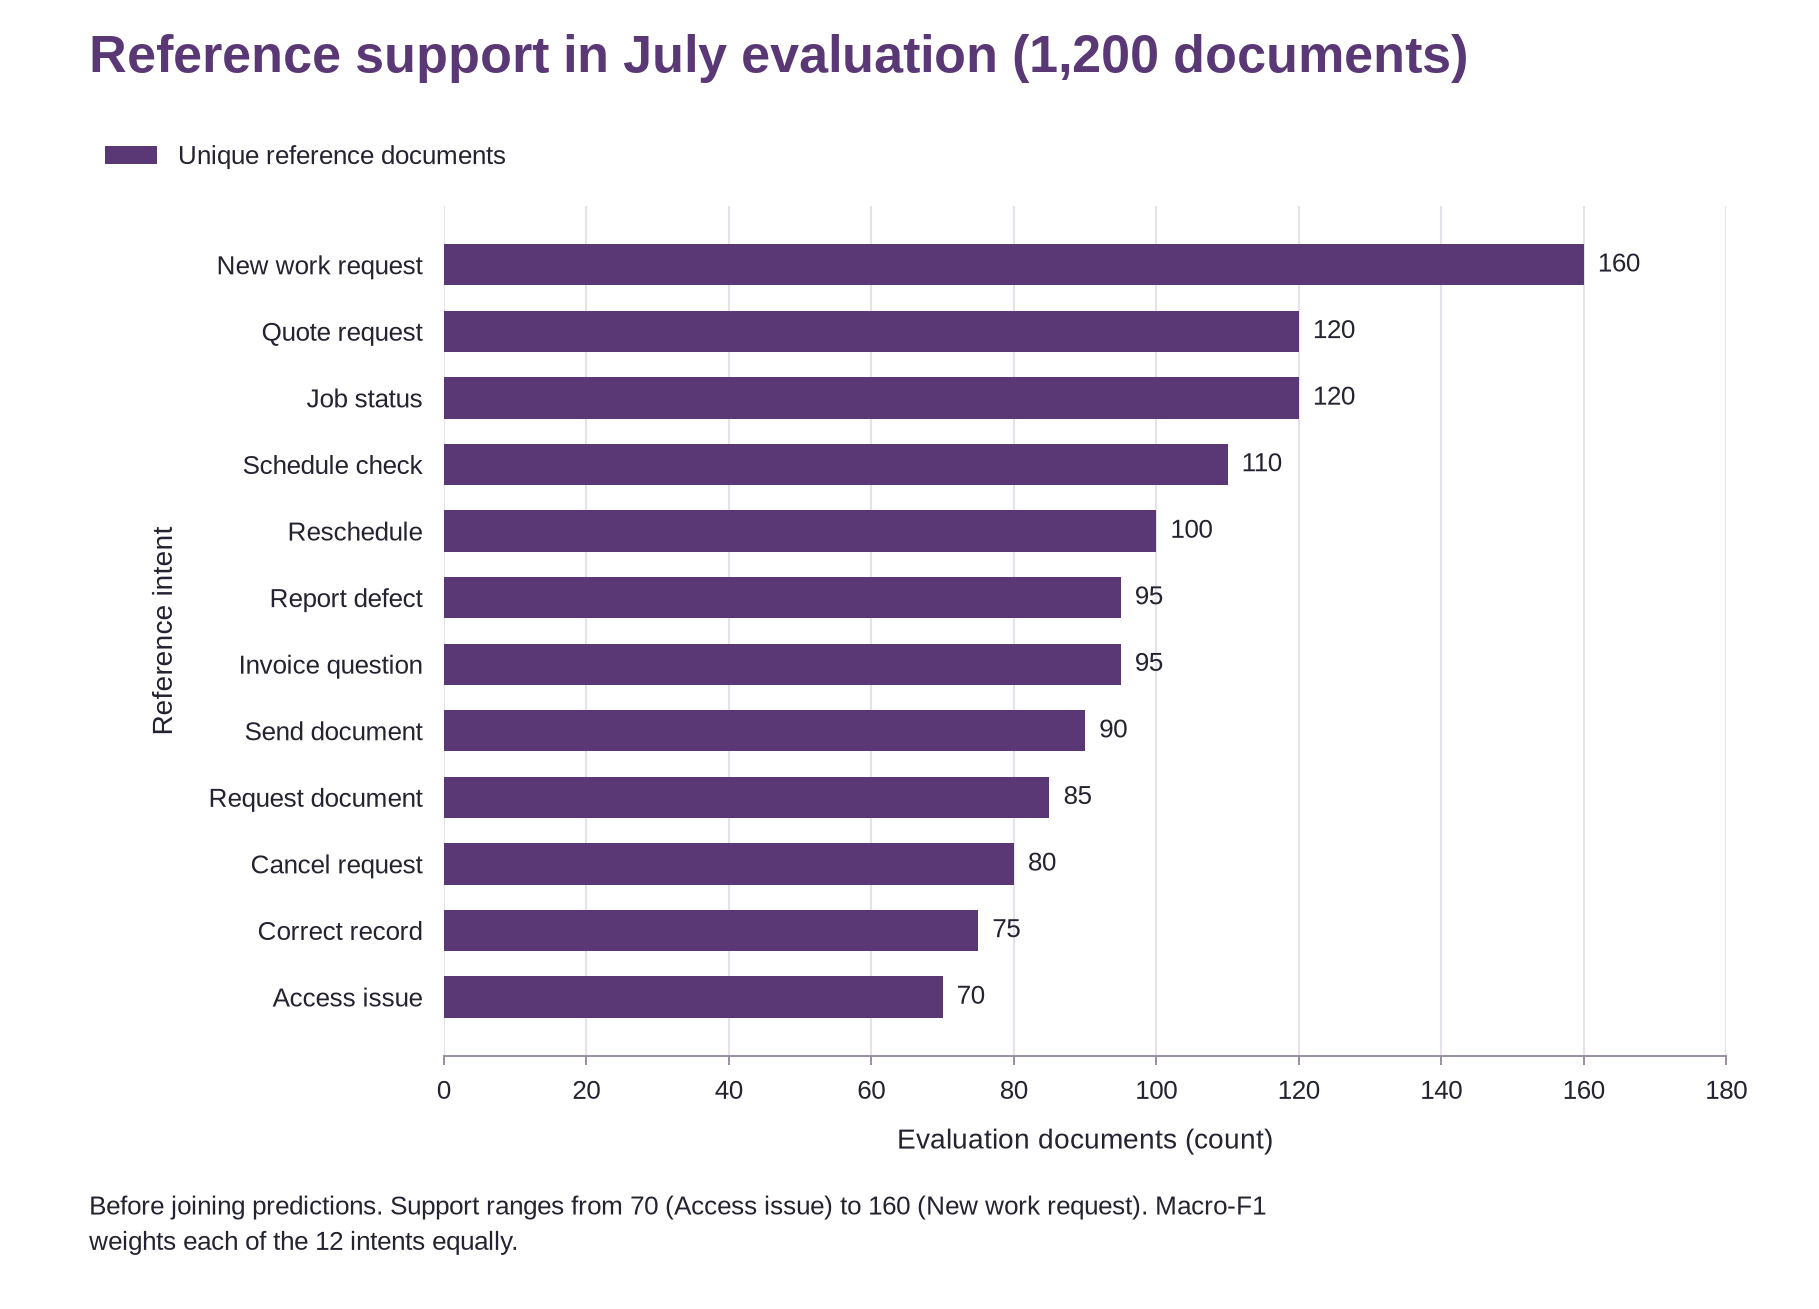 Reference support in July evaluation (1,200 documents)
Unique reference documents
New work request 160
Quote request 120
Job status 120
Schedule check 110
Reschedule 100
Report defect 95
Invoice question 95
Send document 90
Request document 85
Cancel request 80
Correct record 75
Access issue 70
Reference intent
0 20 40 60 80 100 120 140 160 180
Evaluation documents (count)
Before joining predictions. Support ranges from 70 (Access issue) to 160 (New work request). Macro-F1
weights each of the 12 intents equally.